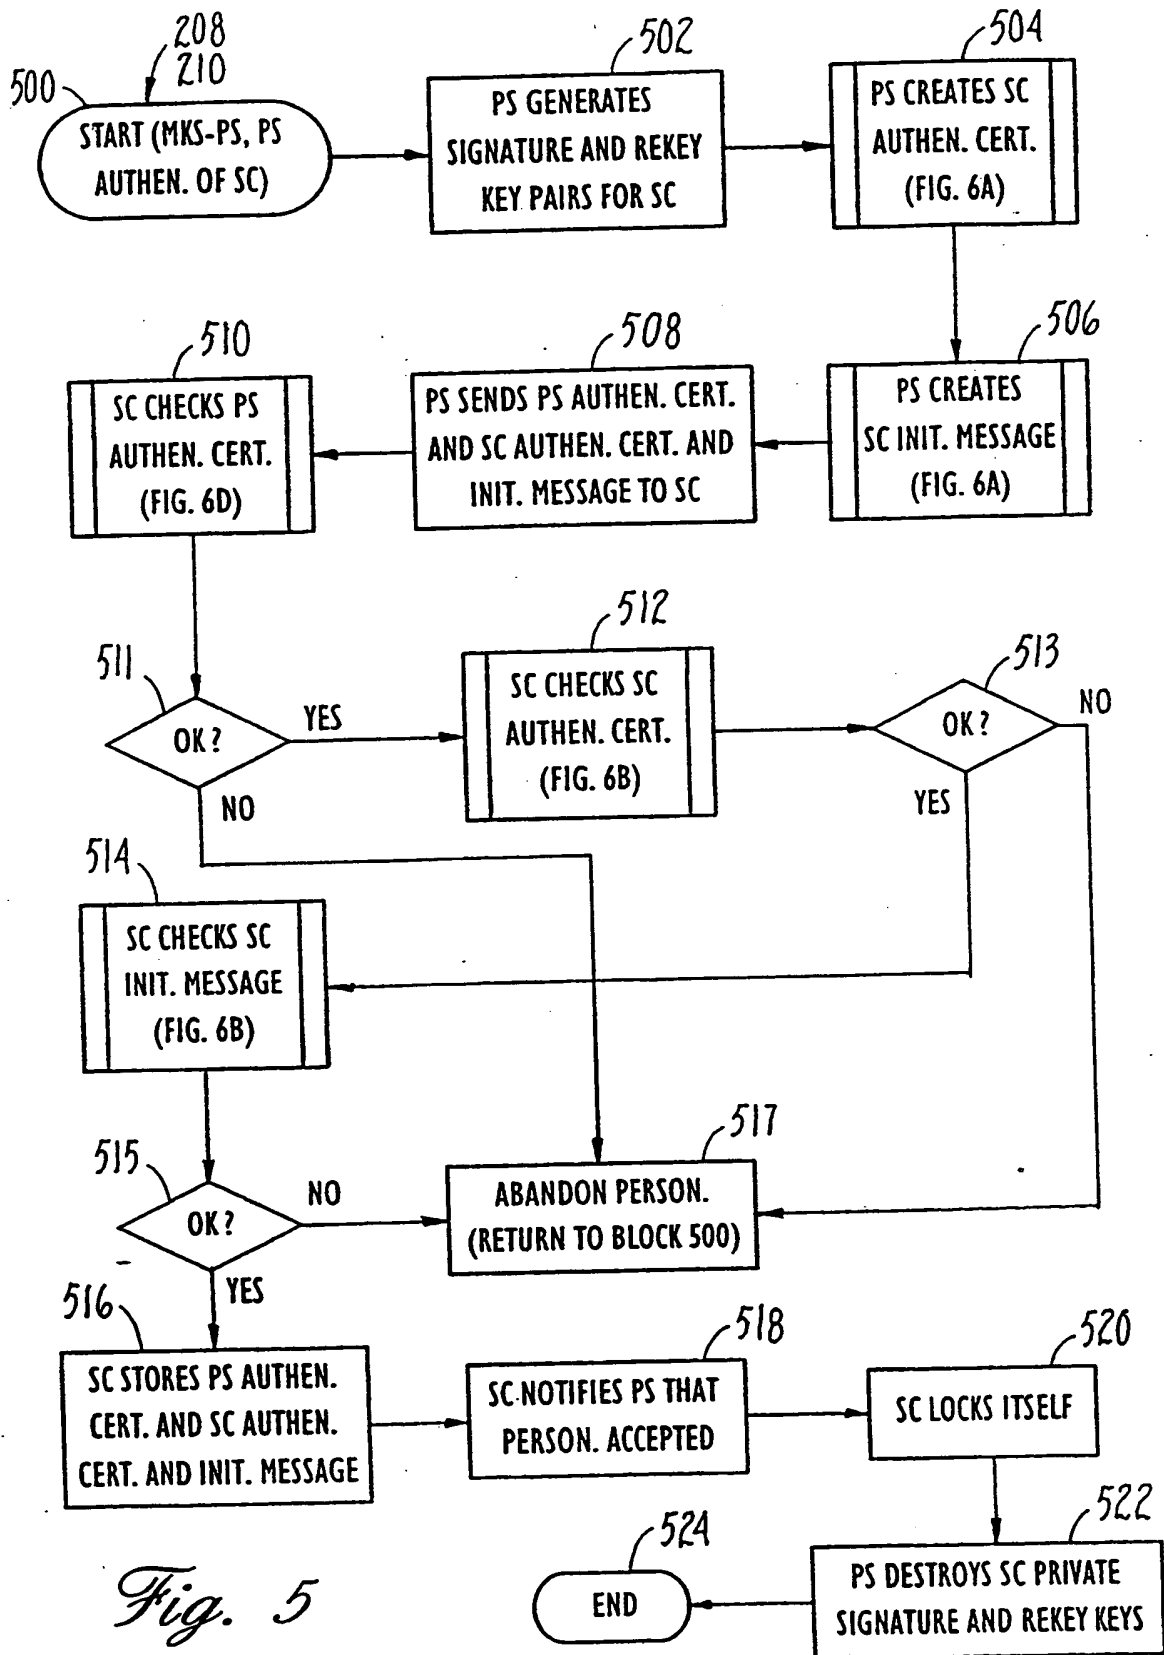 208
210
500
START (MKS-PS, PS
AUTHEN. OF SC)
502
PS GENERATES
SIGNATURE AND REKEY
KEY PAIRS FOR SC
504
PS CREATES SC
AUTHEN. CERT.
(FIG. 6A)
510
SC CHECKS PS
AUTHEN. CERT.
(FIG. 6D)
508
PS SENDS PS AUTHEN. CERT.
AND SC AUTHEN. CERT. AND
INIT. MESSAGE TO SC
506
PS CREATES
SC INIT. MESSAGE
(FIG. 6A)
511
OK?
YES
NO
512
SC CHECKS SC
AUTHEN. CERT.
(FIG. 6B)
513
OK?
NO
YES
514
SC CHECKS SC
INIT. MESSAGE
(FIG. 6B)
515
OK?
NO
YES
517
ABANDON PERSON.
(RETURN TO BLOCK 500)
516
SC STORES PS AUTHEN.
CERT. AND SC AUTHEN.
CERT. AND INIT. MESSAGE
518
SC NOTIFIES PS THAT
PERSON. ACCEPTED
520
SC LOCKS ITSELF
522
PS DESTROYS SC PRIVATE
SIGNATURE AND REKEY KEYS
524
END
Fig. 5